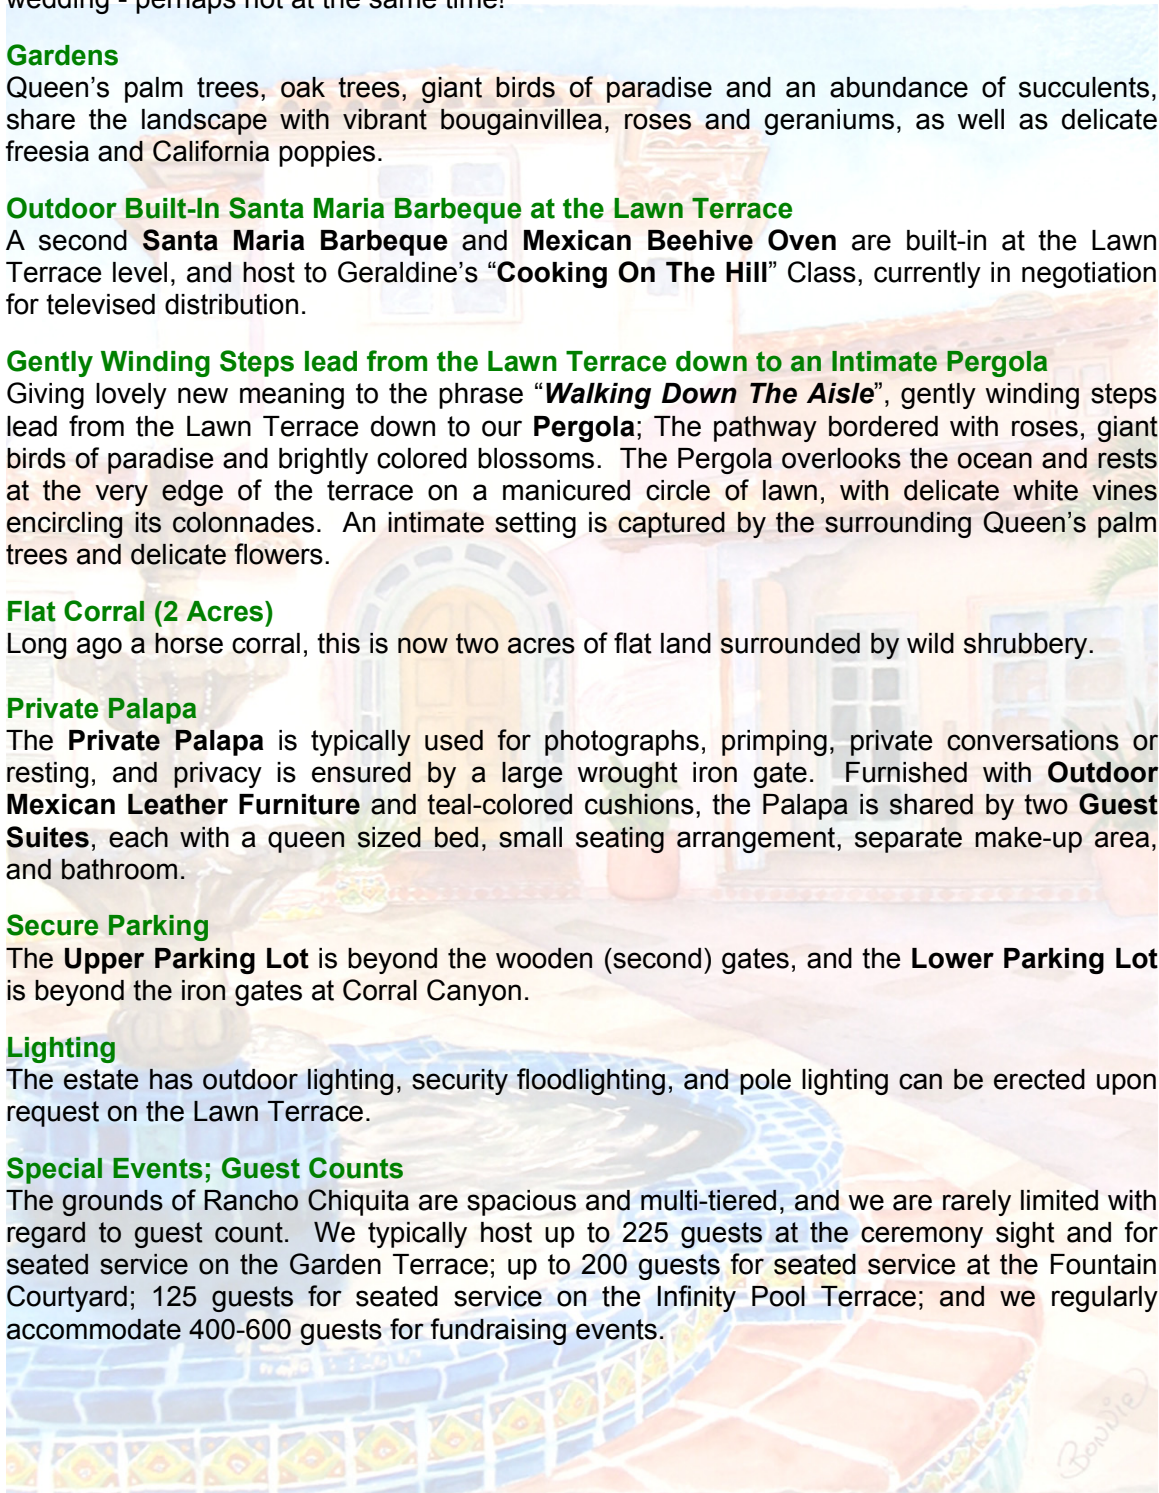 wedding - perhaps not at the same time!
Gardens
Queen’s palm trees, oak trees, giant birds of paradise and an abundance of succulents,
share the landscape with vibrant bougainvillea, roses and geraniums, as well as delicate
freesia and California poppies.
Outdoor Built-In Santa Maria Barbeque at the Lawn Terrace
A second Santa Maria Barbeque and Mexican Beehive Oven are built-in at the Lawn
Terrace level, and host to Geraldine’s “Cooking On The Hill” Class, currently in negotiation
for televised distribution.
Gently Winding Steps lead from the Lawn Terrace down to an Intimate Pergola
Giving lovely new meaning to the phrase “Walking Down The Aisle”, gently winding steps
lead from the Lawn Terrace down to our Pergola; The pathway bordered with roses, giant
birds of paradise and brightly colored blossoms.  The Pergola overlooks the ocean and rests
at the very edge of the terrace on a manicured circle of lawn, with delicate white vines
encircling its colonnades.  An intimate setting is captured by the surrounding Queen’s palm
trees and delicate flowers.
Flat Corral (2 Acres)
Long ago a horse corral, this is now two acres of flat land surrounded by wild shrubbery.
Private Palapa
The Private Palapa is typically used for photographs, primping, private conversations or
resting, and privacy is ensured by a large wrought iron gate.  Furnished with Outdoor
Mexican Leather Furniture and teal-colored cushions, the Palapa is shared by two Guest
Suites, each with a queen sized bed, small seating arrangement, separate make-up area,
and bathroom.
Secure Parking
The Upper Parking Lot is beyond the wooden (second) gates, and the Lower Parking Lot
is beyond the iron gates at Corral Canyon.
Lighting
The estate has outdoor lighting, security floodlighting, and pole lighting can be erected upon
request on the Lawn Terrace.
Special Events; Guest Counts
The grounds of Rancho Chiquita are spacious and multi-tiered, and we are rarely limited with
regard to guest count.  We typically host up to 225 guests at the ceremony sight and for
seated service on the Garden Terrace; up to 200 guests for seated service at the Fountain
Courtyard; 125 guests for seated service on the Infinity Pool Terrace; and we regularly
accommodate 400-600 guests for fundraising events.
BONNIE